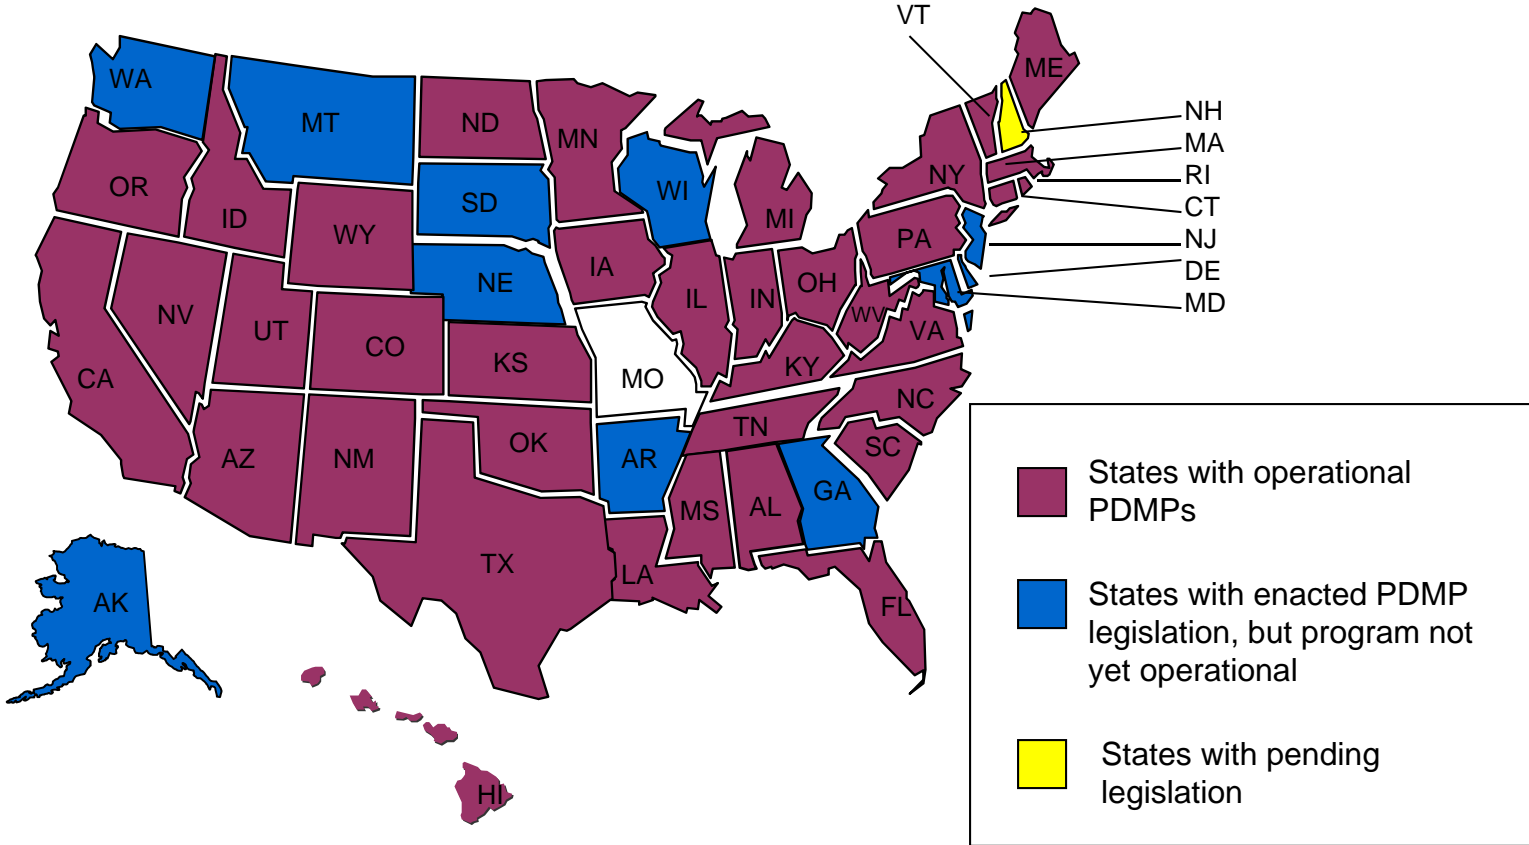 VT
ME
WA
MT
ND
MN
NH
MA
RI
CT
NJ
DE
MD
OR
ID
WY
SD
WI
MI
NY
PA
NE
IA
IL
IN
OH
WV
VA
NV
UT
CO
KS
MO
KY
CA
NC
TN
SC
AZ
NM
OK
AR
GA
MS
AL
TX
LA
FL
AK
HI
States with operational
PDMPs
States with enacted PDMP
legislation, but program not
yet operational
States with pending
legislation